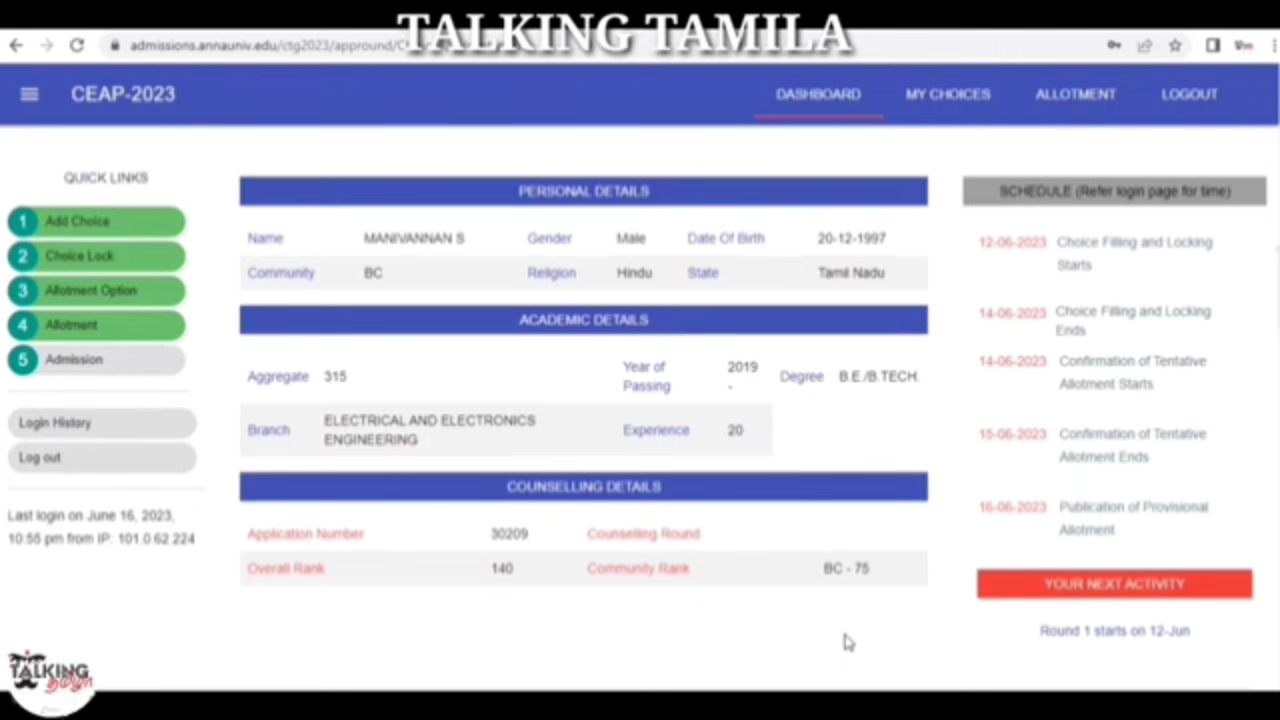 TALKING TAMILA
admissions.annauniv.edu/ctg2023/appround/
CEAP-2023
DASHBOARD MY CHOICES ALLOTMENT LOGOUT
QUICK LINKS
1 Add Choice
2 Choice Lock
3 Allotment Option
4 Allotment
5 Admission
Login History
Log out
Last login on June 16, 2023,
10:55 pm from IP: 101.0.62.224
PERSONAL DETAILS
Name MANIVANNAN S Gender Male Date Of Birth 20-12-1997
Community BC Religion Hindu State Tamil Nadu
ACADEMIC DETAILS
Aggregate 315 Year of Passing 2019 - Degree B.E./B.TECH.
Branch ELECTRICAL AND ELECTRONICS ENGINEERING Experience 20
COUNSELLING DETAILS
Application Number 30209 Counselling Round
Overall Rank 140 Community Rank BC - 75
SCHEDULE (Refer login page for time)
12-06-2023 Choice Filling and Locking
Starts
14-06-2023 Choice Filling and Locking
Ends
14-06-2023 Confirmation of Tentative
Allotment Starts
15-06-2023 Confirmation of Tentative
Allotment Ends
16-06-2023 Publication of Provisional
Allotment
YOUR NEXT ACTIVITY
Round 1 starts on 12-Jun
TALKING
தமிழா